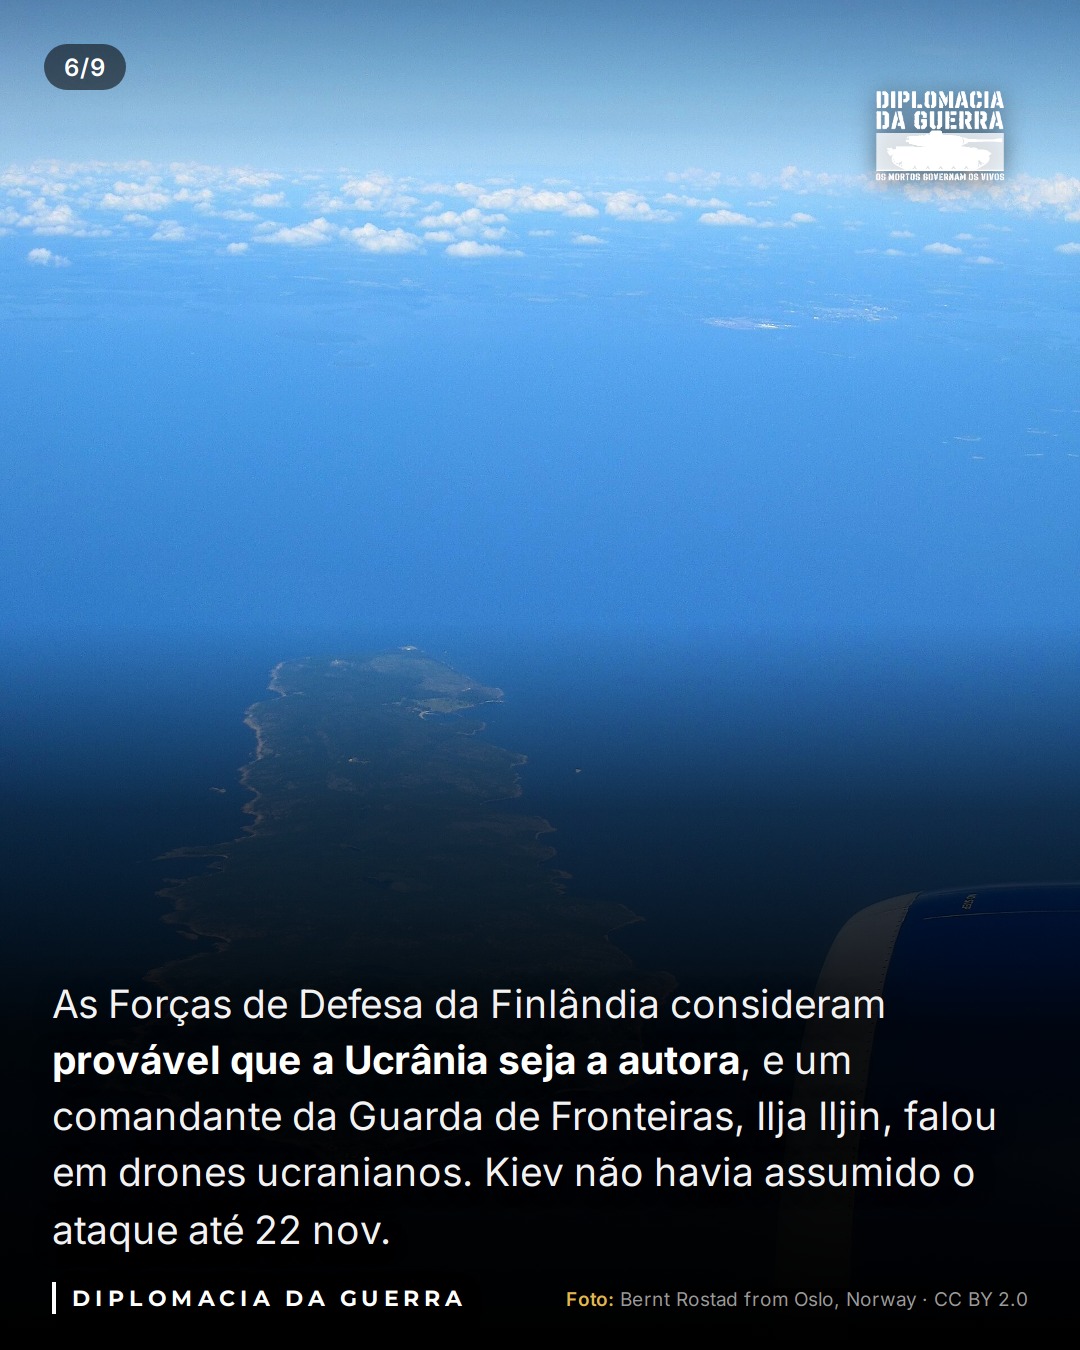 6/9
DIPLOMACIA
DA GUERRA
OS MORTOS GOVERNAM OS VIVOS
As Forças de Defesa da Finlândia consideram
provável que a Ucrânia seja a autora, e um
comandante da Guarda de Fronteiras, Ilja Iljin, falou
em drones ucranianos. Kiev não havia assumido o
ataque até 22 nov.
DIPLOMACIA DA GUERRA
Foto: Bernt Rostad from Oslo, Norway · CC BY 2.0